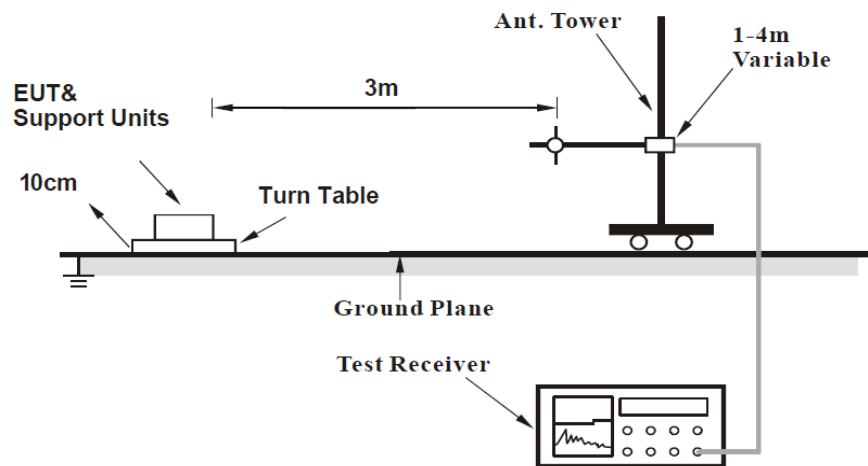 Ant. Tower
1-4m
Variable
3m
EUT&
Support Units
10cm
Turn Table
Ground Plane
Test Receiver